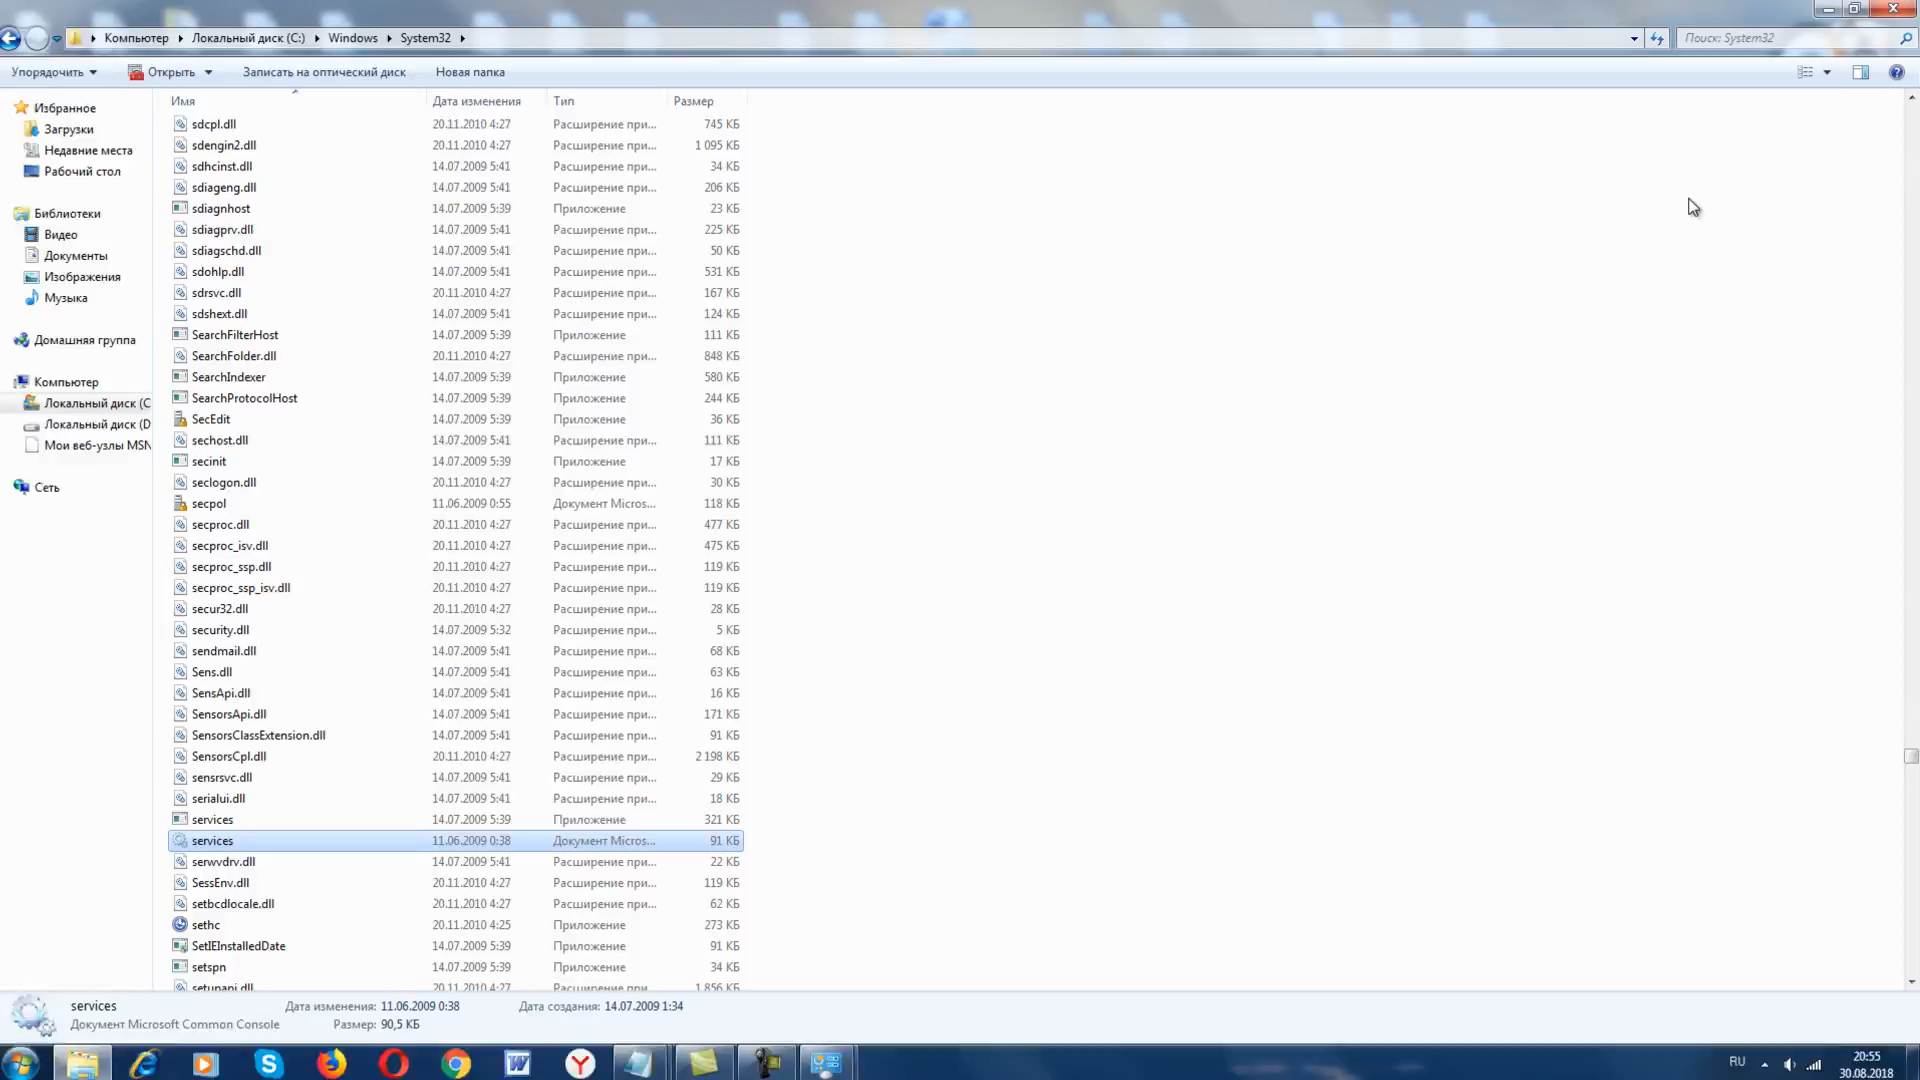 Компьютер Локальный диск (C:) Windows System32 Поиск: System32
Упорядочить Открыть Записать на оптический диск Новая папка
Избранное
Загрузки
Недавние места
Рабочий стол
Библиотеки
Видео
Документы
Изображения
Музыка
Домашняя группа
Компьютер
Локальный диск (C
Локальный диск (D
Мои веб-узлы MSN
Сеть
Имя Дата изменения Тип Размер
sdcpl.dll 20.11.2010 4:27 Расширение при... 745 КБ
sdengin2.dll 20.11.2010 4:27 Расширение при... 1 095 КБ
sdhcinst.dll 14.07.2009 5:41 Расширение при... 34 КБ
sdiageng.dll 14.07.2009 5:41 Расширение при... 206 КБ
sdiagnhost 14.07.2009 5:39 Приложение 23 КБ
sdiagprv.dll 14.07.2009 5:41 Расширение при... 225 КБ
sdiagschd.dll 14.07.2009 5:41 Расширение при... 50 КБ
sdohlp.dll 14.07.2009 5:41 Расширение при... 531 КБ
sdrsvc.dll 20.11.2010 4:27 Расширение при... 167 КБ
sdshext.dll 14.07.2009 5:41 Расширение при... 124 КБ
SearchFilterHost 14.07.2009 5:39 Приложение 111 КБ
SearchFolder.dll 20.11.2010 4:27 Расширение при... 848 КБ
SearchIndexer 14.07.2009 5:39 Приложение 580 КБ
SearchProtocolHost 14.07.2009 5:39 Приложение 244 КБ
SecEdit 14.07.2009 5:39 Приложение 36 КБ
sechost.dll 14.07.2009 5:41 Расширение при... 111 КБ
secinit 14.07.2009 5:39 Приложение 17 КБ
seclogon.dll 20.11.2010 4:27 Расширение при... 30 КБ
secpol 11.06.2009 0:55 Документ Micros... 118 КБ
secproc.dll 20.11.2010 4:27 Расширение при... 477 КБ
secproc_isv.dll 20.11.2010 4:27 Расширение при... 475 КБ
secproc_ssp.dll 20.11.2010 4:27 Расширение при... 119 КБ
secproc_ssp_isv.dll 20.11.2010 4:27 Расширение при... 119 КБ
secur32.dll 20.11.2010 4:27 Расширение при... 28 КБ
security.dll 14.07.2009 5:32 Расширение при... 5 КБ
sendmail.dll 14.07.2009 5:41 Расширение при... 68 КБ
Sens.dll 14.07.2009 5:41 Расширение при... 63 КБ
SensApi.dll 14.07.2009 5:41 Расширение при... 16 КБ
SensorsApi.dll 14.07.2009 5:41 Расширение при... 171 КБ
SensorsClassExtension.dll 14.07.2009 5:41 Расширение при... 91 КБ
SensorsCpl.dll 20.11.2010 4:27 Расширение при... 2 198 КБ
sensrsvc.dll 14.07.2009 5:41 Расширение при... 29 КБ
serialui.dll 14.07.2009 5:41 Расширение при... 18 КБ
services 14.07.2009 5:39 Приложение 321 КБ
services 11.06.2009 0:38 Документ Micros... 91 КБ
serwvdrv.dll 14.07.2009 5:41 Расширение при... 22 КБ
SessEnv.dll 20.11.2010 4:27 Расширение при... 119 КБ
setbcdlocale.dll 20.11.2010 4:27 Расширение при... 62 КБ
sethc 20.11.2010 4:25 Приложение 273 КБ
SetIEInstalledDate 14.07.2009 5:39 Приложение 91 КБ
setspn 14.07.2009 5:39 Приложение 34 КБ
setupapi.dll 20.11.2010 4:27 Расширение при... 1 856 КБ
services Дата изменения: 11.06.2009 0:38 Дата создания: 14.07.2009 1:34
Документ Microsoft Common Console Размер: 90,5 КБ
RU 20:55
30.08.2018